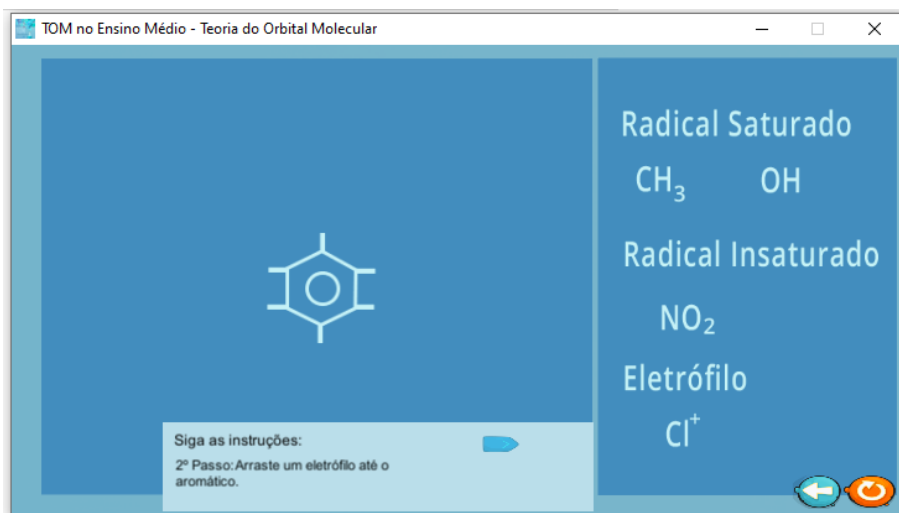 TOM no Ensino Médio - Teoria do Orbital Molecular
Radical Saturado
CH₃ OH
Radical Insaturado
NO₂
Eletrófilo
Cl⁺
Siga as instruções:
2º Passo:Arraste um eletrófilo até o
aromático.